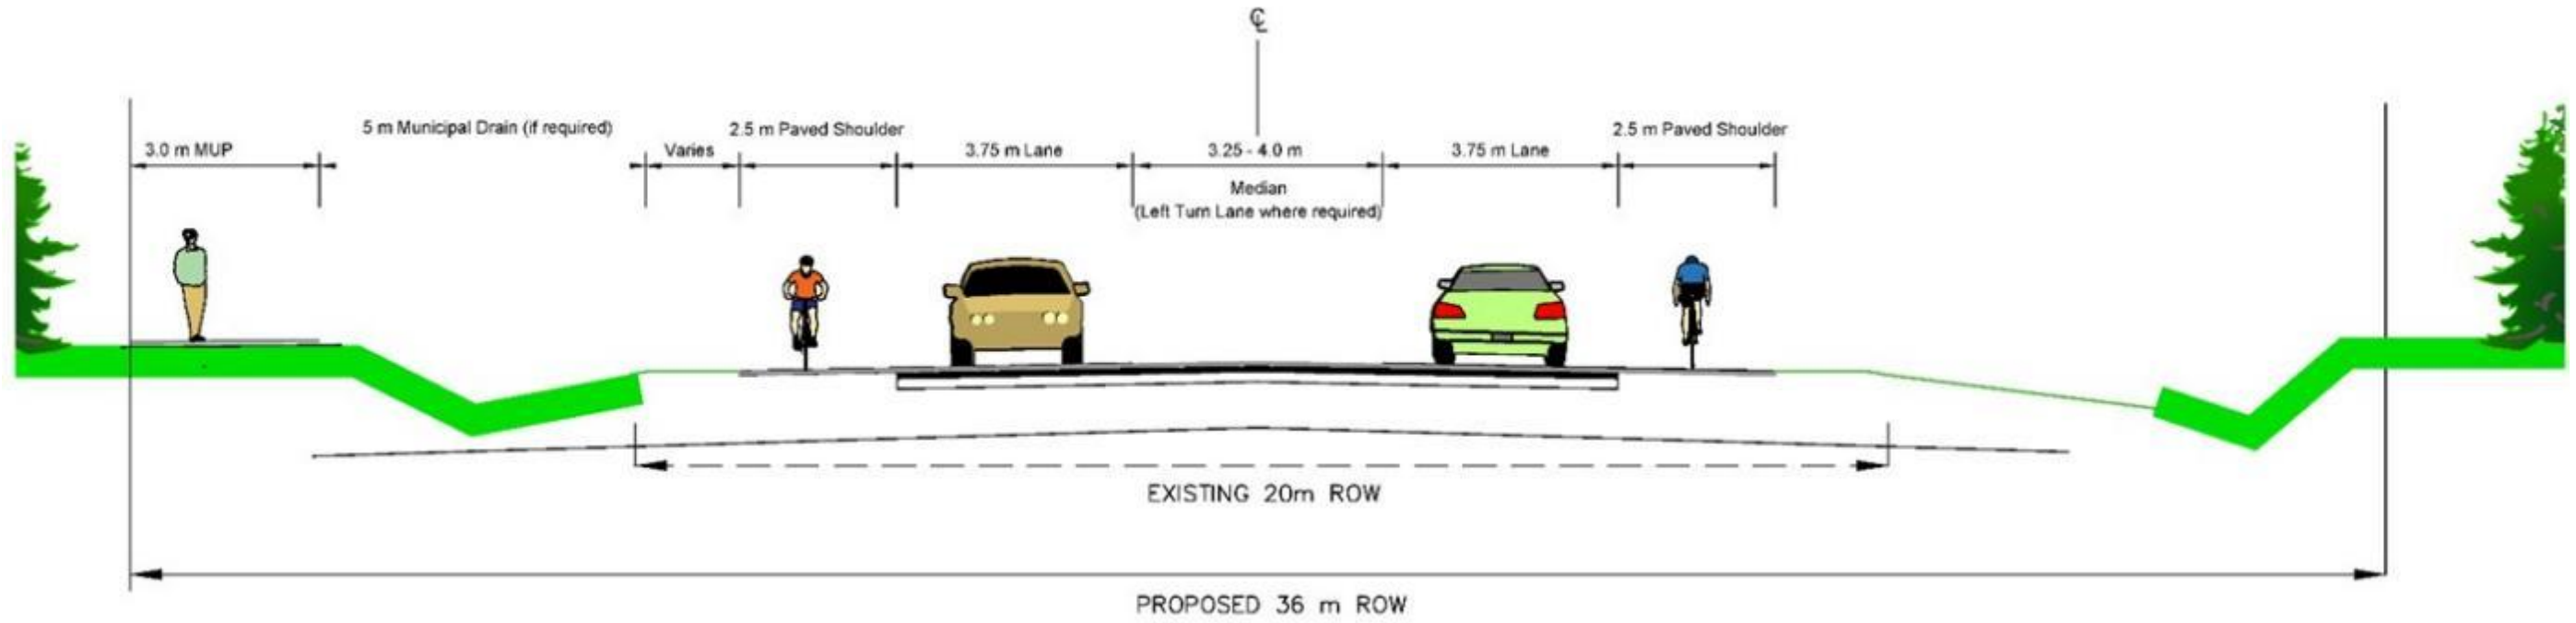 ℄
5 m Municipal Drain (if required)
2.5 m Paved Shoulder
2.5 m Paved Shoulder
3.0 m MUP
Varies
3.75 m Lane
3.25 - 4.0 m
3.75 m Lane
Median
(Left Turn Lane where required)
EXISTING 20m ROW
PROPOSED 36 m ROW